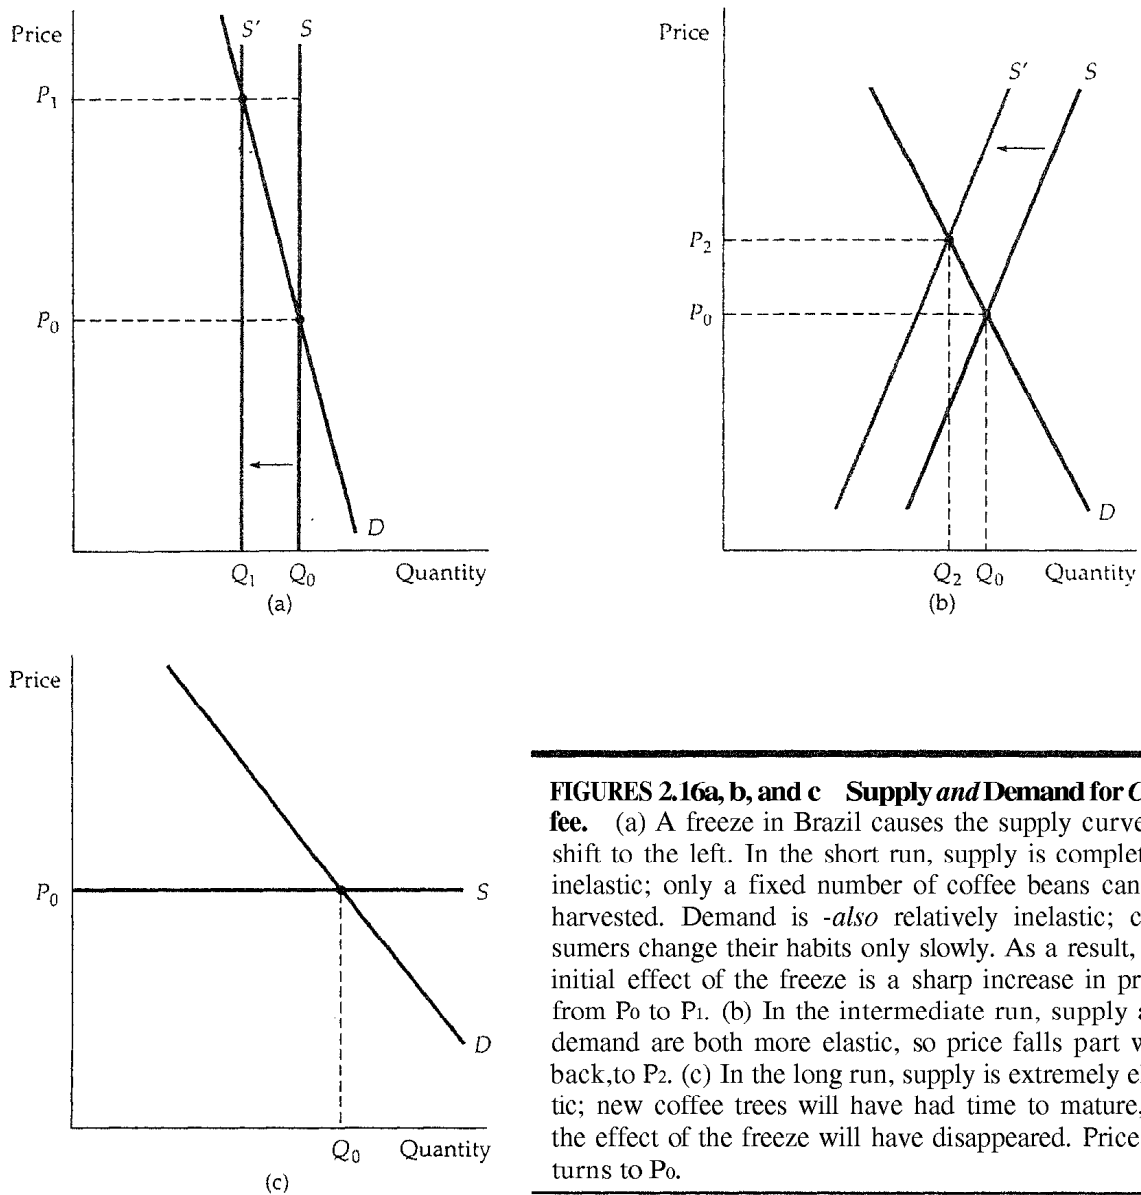 Price
S'
S
P1
P0
D
Q1
Q0
Quantity
(a)
Price
S'
S
P2
P0
D
Q2
Q0
Quantity
(b)
Price
P0
S
D
Q0
Quantity
(c)
FIGURES 2.16a, b, and c Supply and Demand for
fee. (a) A freeze in Brazil causes the supply curve
shift to the left. In the short run, supply is complet
inelastic; only a fixed number of coffee beans can
harvested. Demand is -also relatively inelastic; c
sumers change their habits only slowly. As a result,
initial effect of the freeze is a sharp increase in pr
from P0 to P1. (b) In the intermediate run, supply a
demand are both more elastic, so price falls part w
back,to P2. (c) In the long run, supply is extremely el
tic; new coffee trees will have had time to mature,
the effect of the freeze will have disappeared. Price
turns to P0.